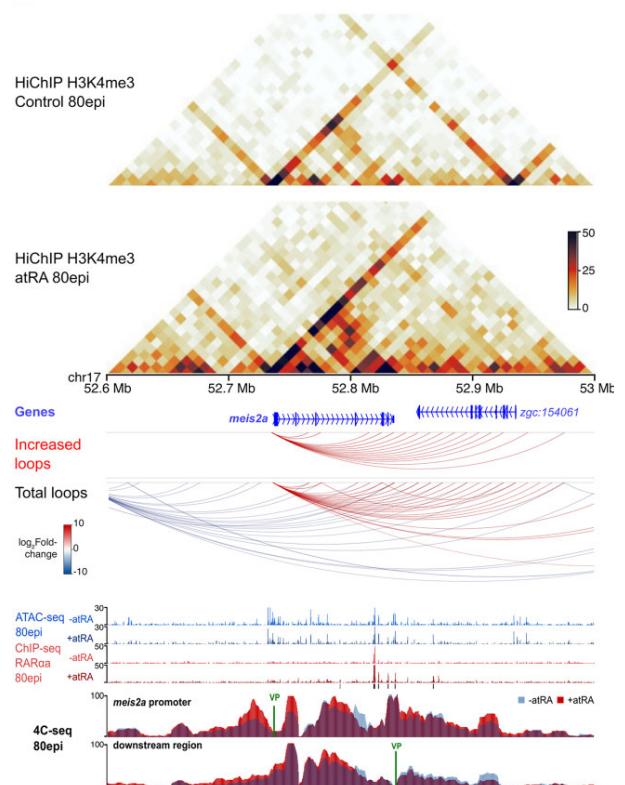 HiChIP H3K4me3
Control 80epi
HiChIP H3K4me3
atRA 80epi
50
25
0
chr17
52.6 Mb 52.7 Mb 52.8 Mb 52.9 Mb 53 Mb
Genes
meis2a
zgc:154061
Increased
loops
Total loops
10
log2Fold-
change
0
-10
ATAC-seq -atRA
80epi
+atRA
ChIP-seq
-atRA
RARαa
80epi +atRA
30
30
50
50
100
meis2a promoter
VP
-atRA +atRA
4C-seq
80epi
100
downstream region
VP